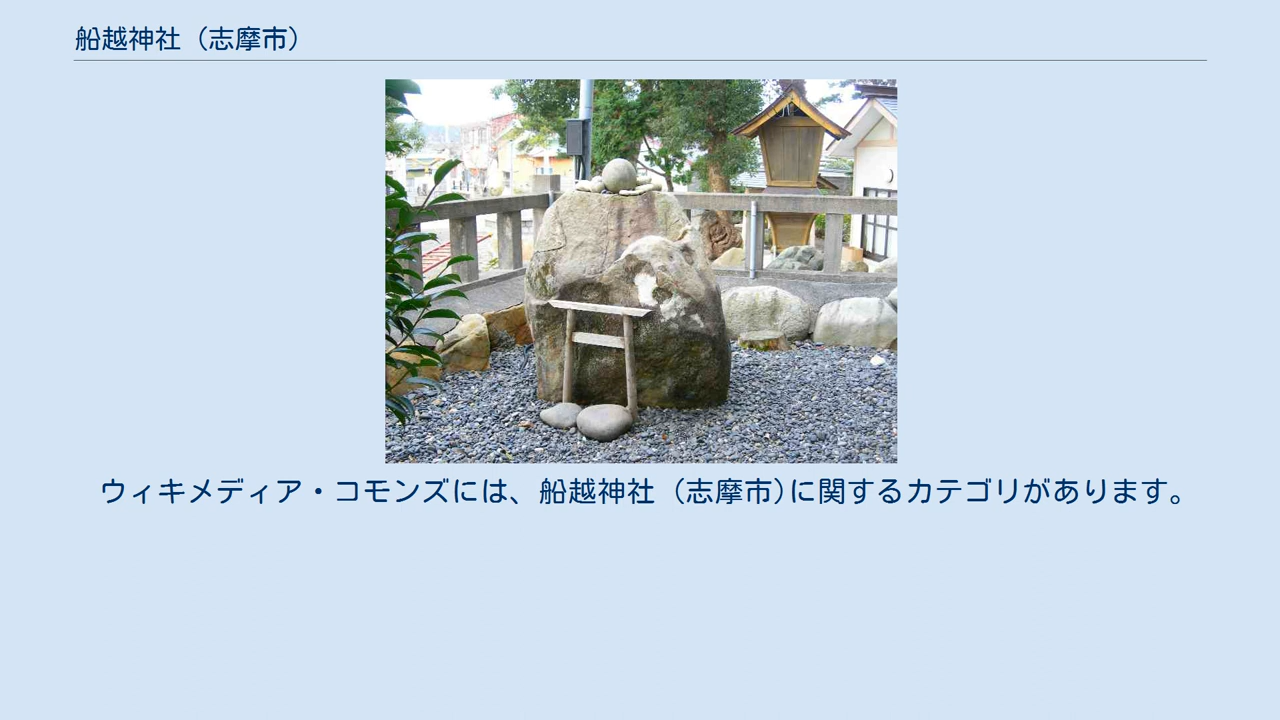 船越神社 (志摩市)
ウィキメディア・コモンズには、船越神社 (志摩市)に関するカテゴリがあります。